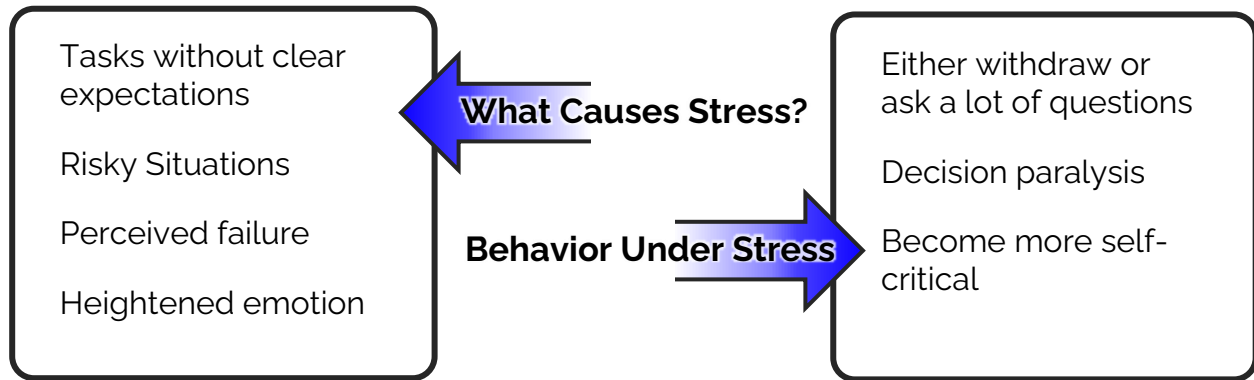 Tasks without clear
expectations
Risky Situations
Perceived failure
Heightened emotion
What Causes Stress?
Behavior Under Stress
Either withdraw or
ask a lot of questions
Decision paralysis
Become more self-
critical